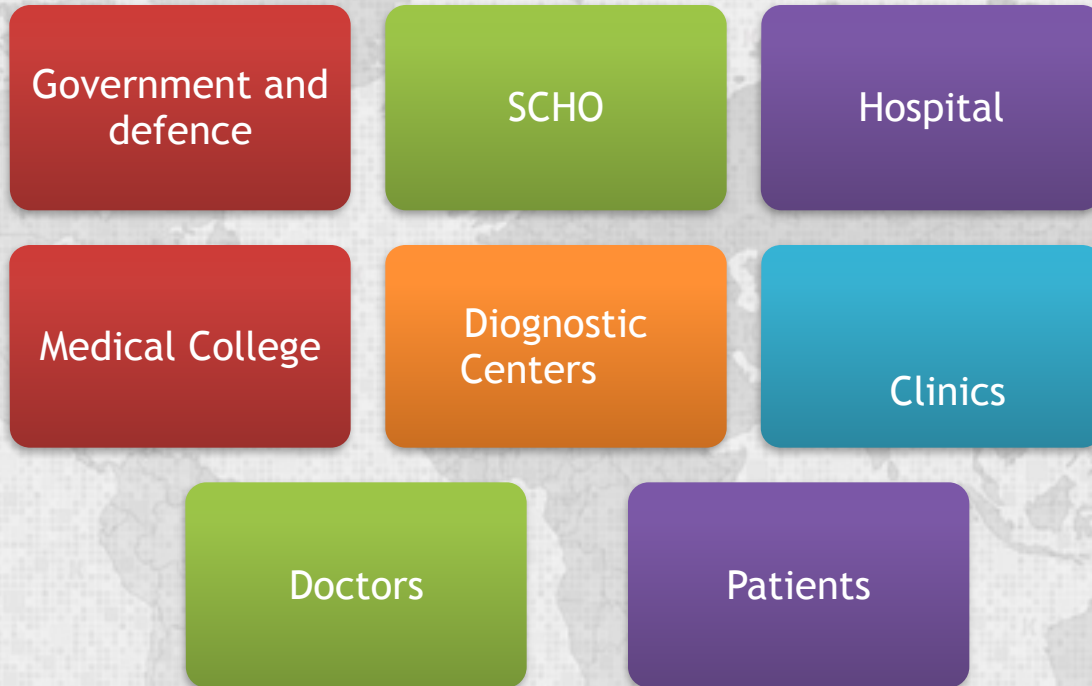 Government and
defence
SCHO
Hospital
Medical College
Diognostic
Centers
Clinics
Doctors
Patients